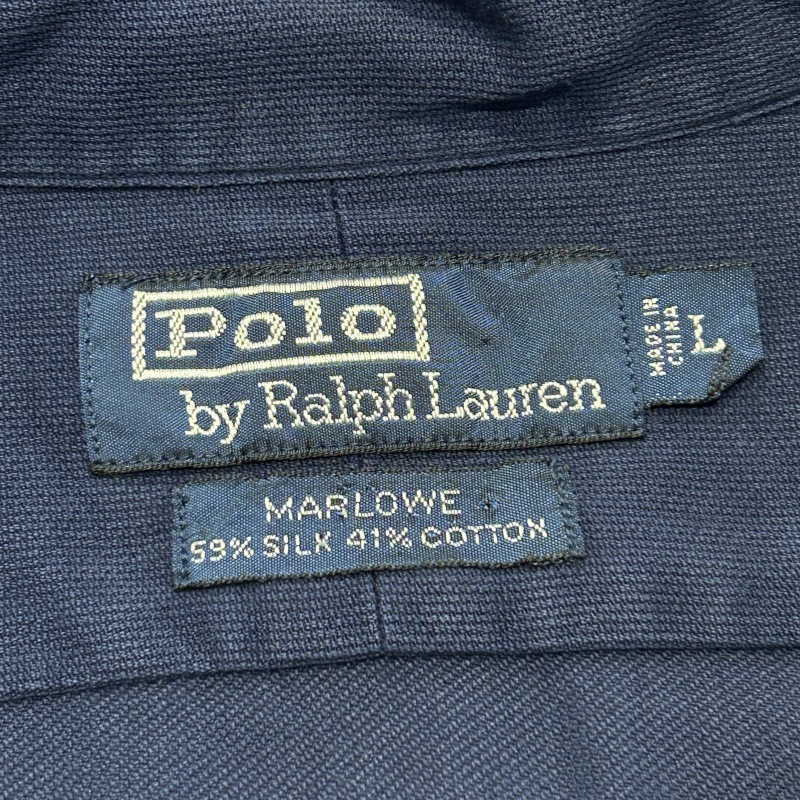 Polo
by Ralph Lauren
MADE IN
CHINA
L
MARLOWE
59% SILK 41% COTTON